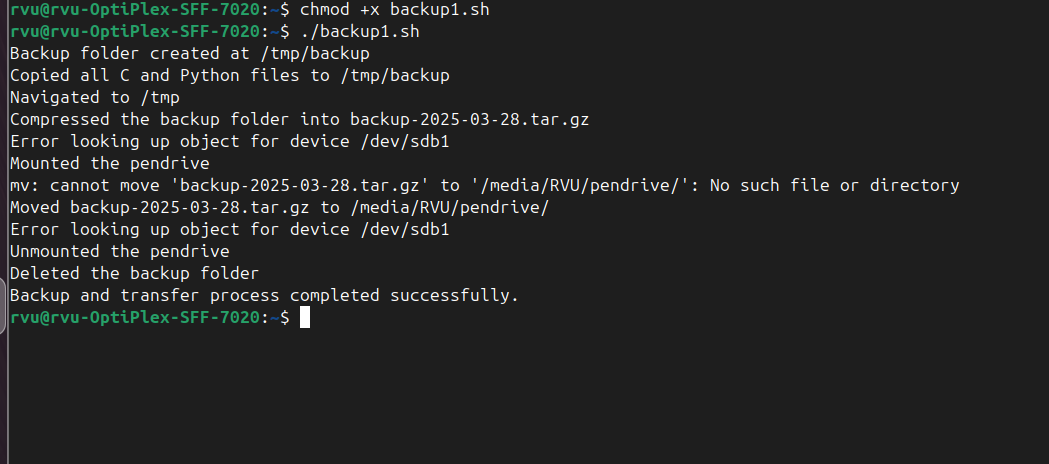 rvu@rvu-OptiPlex-SFF-7020:~$ chmod +x backup1.sh
rvu@rvu-OptiPlex-SFF-7020:~$ ./backup1.sh
Backup folder created at /tmp/backup
Copied all C and Python files to /tmp/backup
Navigated to /tmp
Compressed the backup folder into backup-2025-03-28.tar.gz
Error looking up object for device /dev/sdb1
Mounted the pendrive
mv: cannot move 'backup-2025-03-28.tar.gz' to '/media/RVU/pendrive/': No such file or directory
Moved backup-2025-03-28.tar.gz to /media/RVU/pendrive/
Error looking up object for device /dev/sdb1
Unmounted the pendrive
Deleted the backup folder
Backup and transfer process completed successfully.
rvu@rvu-OptiPlex-SFF-7020:~$